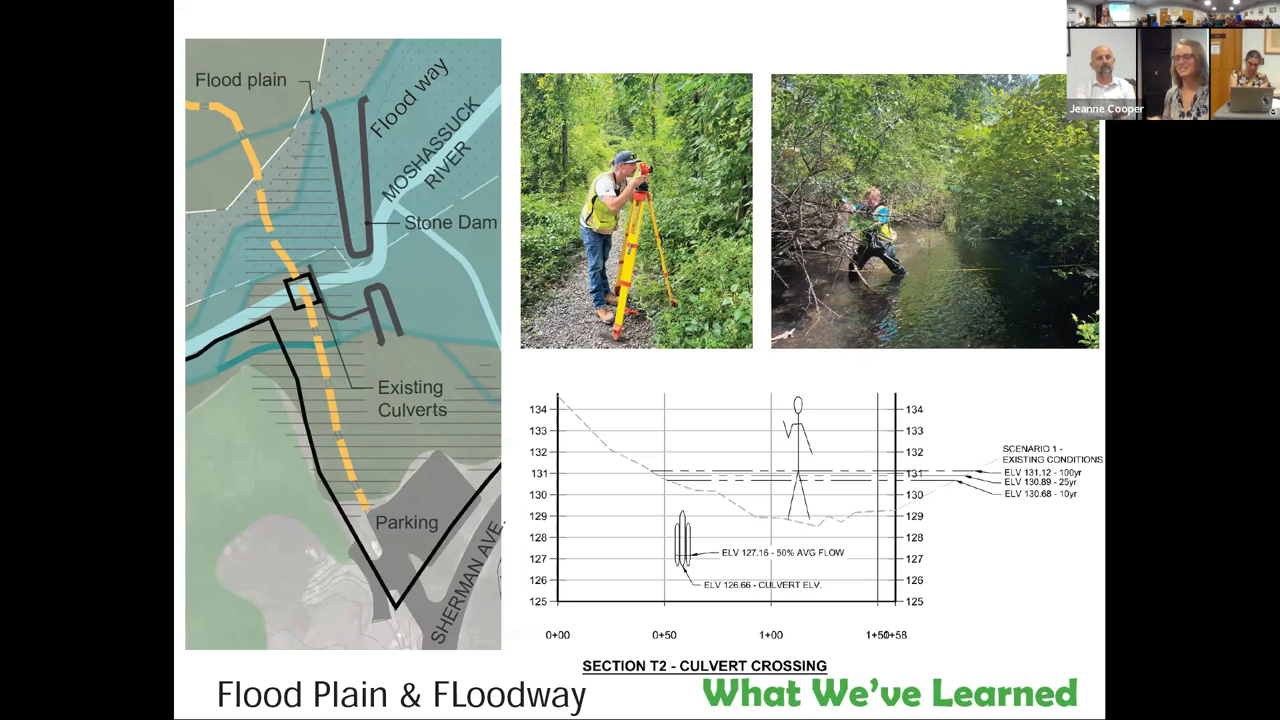 Flood plain
Flood way
MOSHASSUCK
RIVER
Stone Dam
Existing
Culverts
Parking
SHERMAN AVE.
Jeanne Cooper
134
133
132
131
130
129
128
127
126
125
134
133
132
131
130
129
128
127
126
125
SCENARIO 1 -
EXISTING CONDITIONS
ELV 131.12 - 100yr
ELV 130.89 - 25yr
ELV 130.68 - 10yr
ELV 127.16 - 50% AVG FLOW
ELV 126.66 - CULVERT ELV.
0+00
0+50
1+00
SECTION T2 - CULVERT CROSSING
Flood Plain & FLoodway
What We've Learned